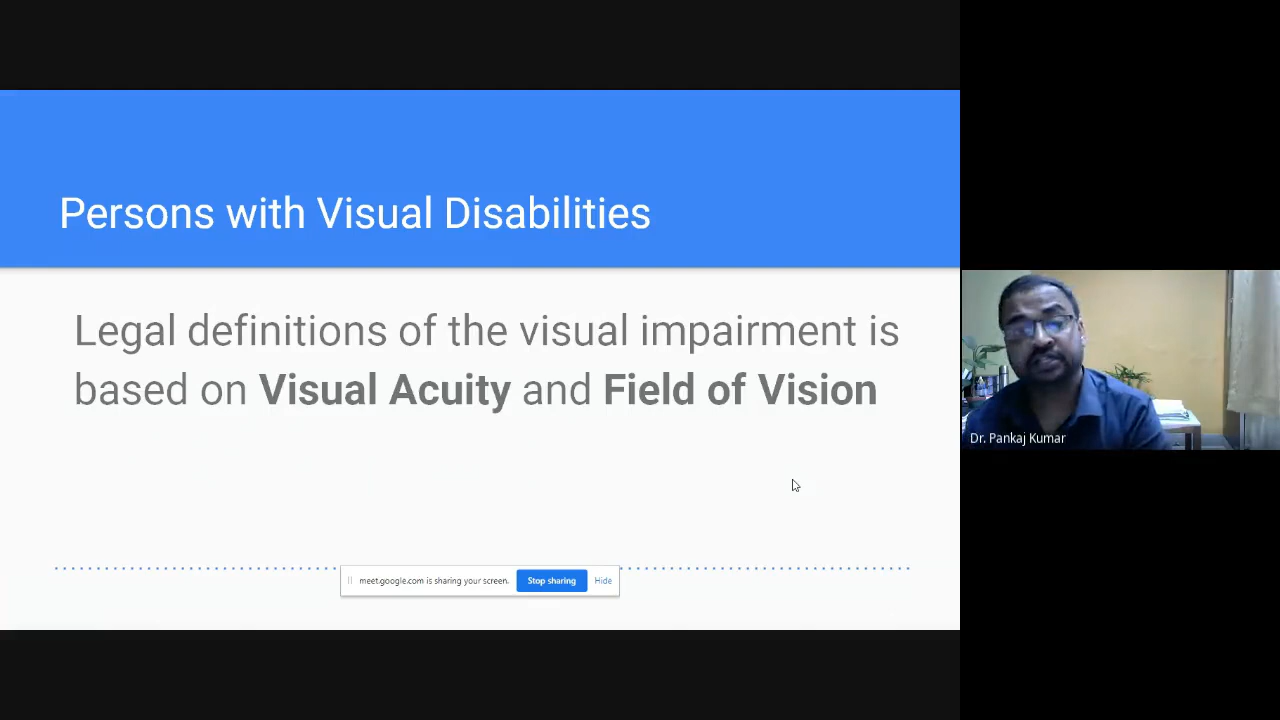 Persons with Visual Disabilities
Legal definitions of the visual impairment is
based on Visual Acuity and Field of Vision
meet.google.com is sharing your screen. Stop sharing Hide
Dr. Pankaj Kumar